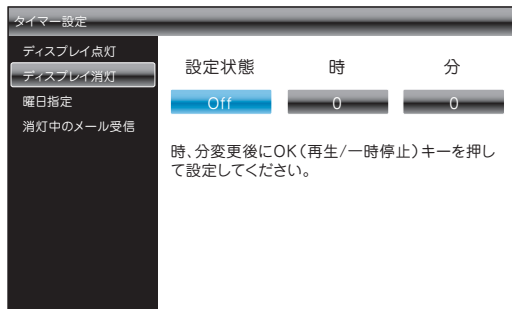 タイマー設定
ディスプレイ点灯
ディスプレイ消灯
曜日指定
消灯中のメール受信
設定状態 時 分
Off 0 0
時、分変更後にOK(再生/一時停止)キーを押し
て設定してください。